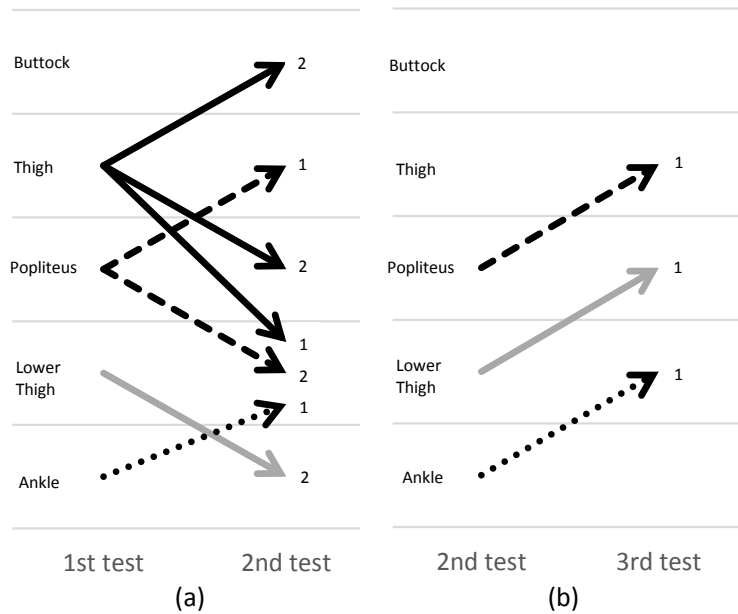 Buttock
2
Thigh
1
Popliteus
2
1
Lower
Thigh
2
1
Ankle
2
1st test
2nd test
(a)
Buttock
Thigh
1
Popliteus
1
Lower
Thigh
1
Ankle
2nd test
3rd test
(b)